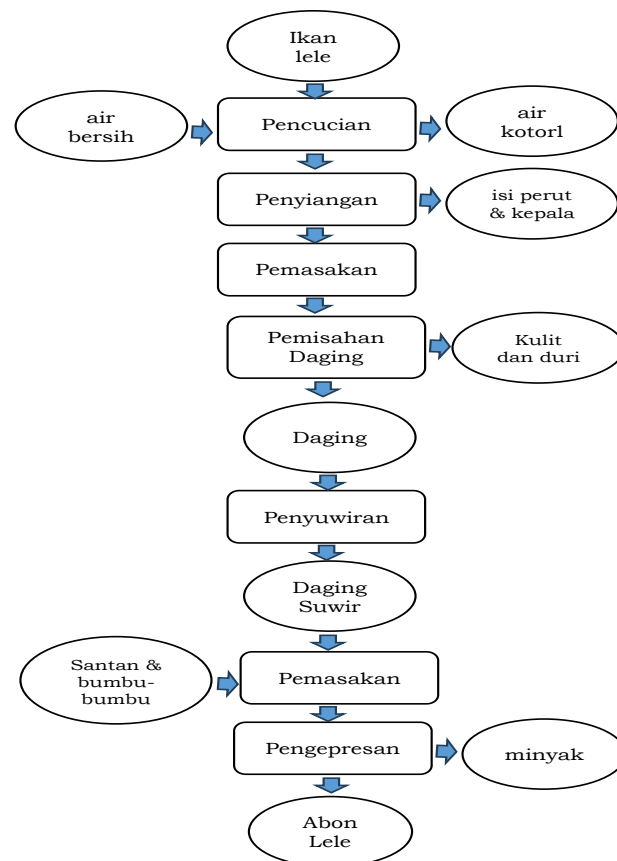 Ikan
lele
air
bersih
Pencucian
air
kotorl
Penyiangan
isi perut
& kepala
Pemasakan
Pemisahan
Daging
Kulit
dan duri
Daging
Penyuwiran
Daging
Suwir
Santan &
bumbu-
bumbu
Pemasakan
Pengepresan
minyak
Abon
Lele